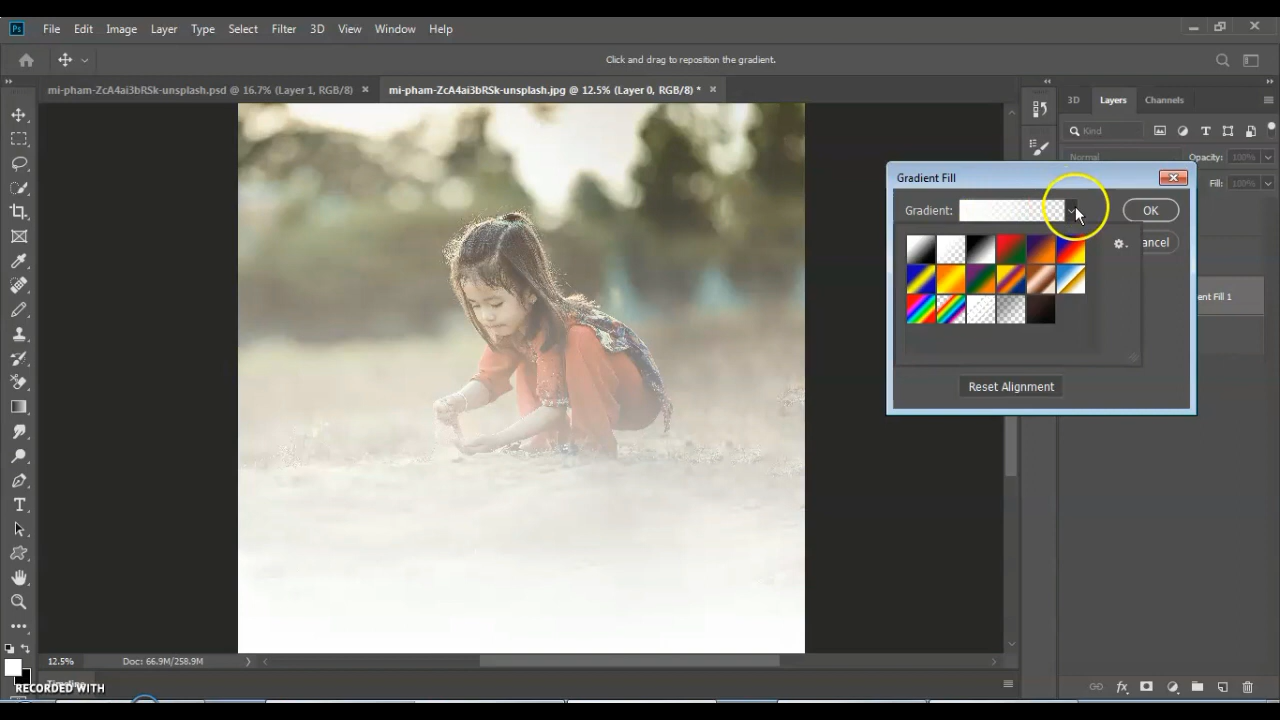 Ps File Edit Image Layer Type Select Filter 3D View Window Help
Click and drag to reposition the gradient.
mi-pham-ZcA4ai3bRSk-unsplash.psd @ 16.7% (Layer 1, RGB/8) mi-pham-ZcA4ai3bRSk-unsplash.jpg @ 12.5% (Layer 0, RGB/8) *
3D Layers Channels
Kind
Normal Opacity: 100%
Fill: 100%
Gradient Fill
Gradient: OK
ancel
ent Fill 1
Reset Alignment
12.5% Doc: 66.9M/258.9M
Timeline
RECORDED WITH